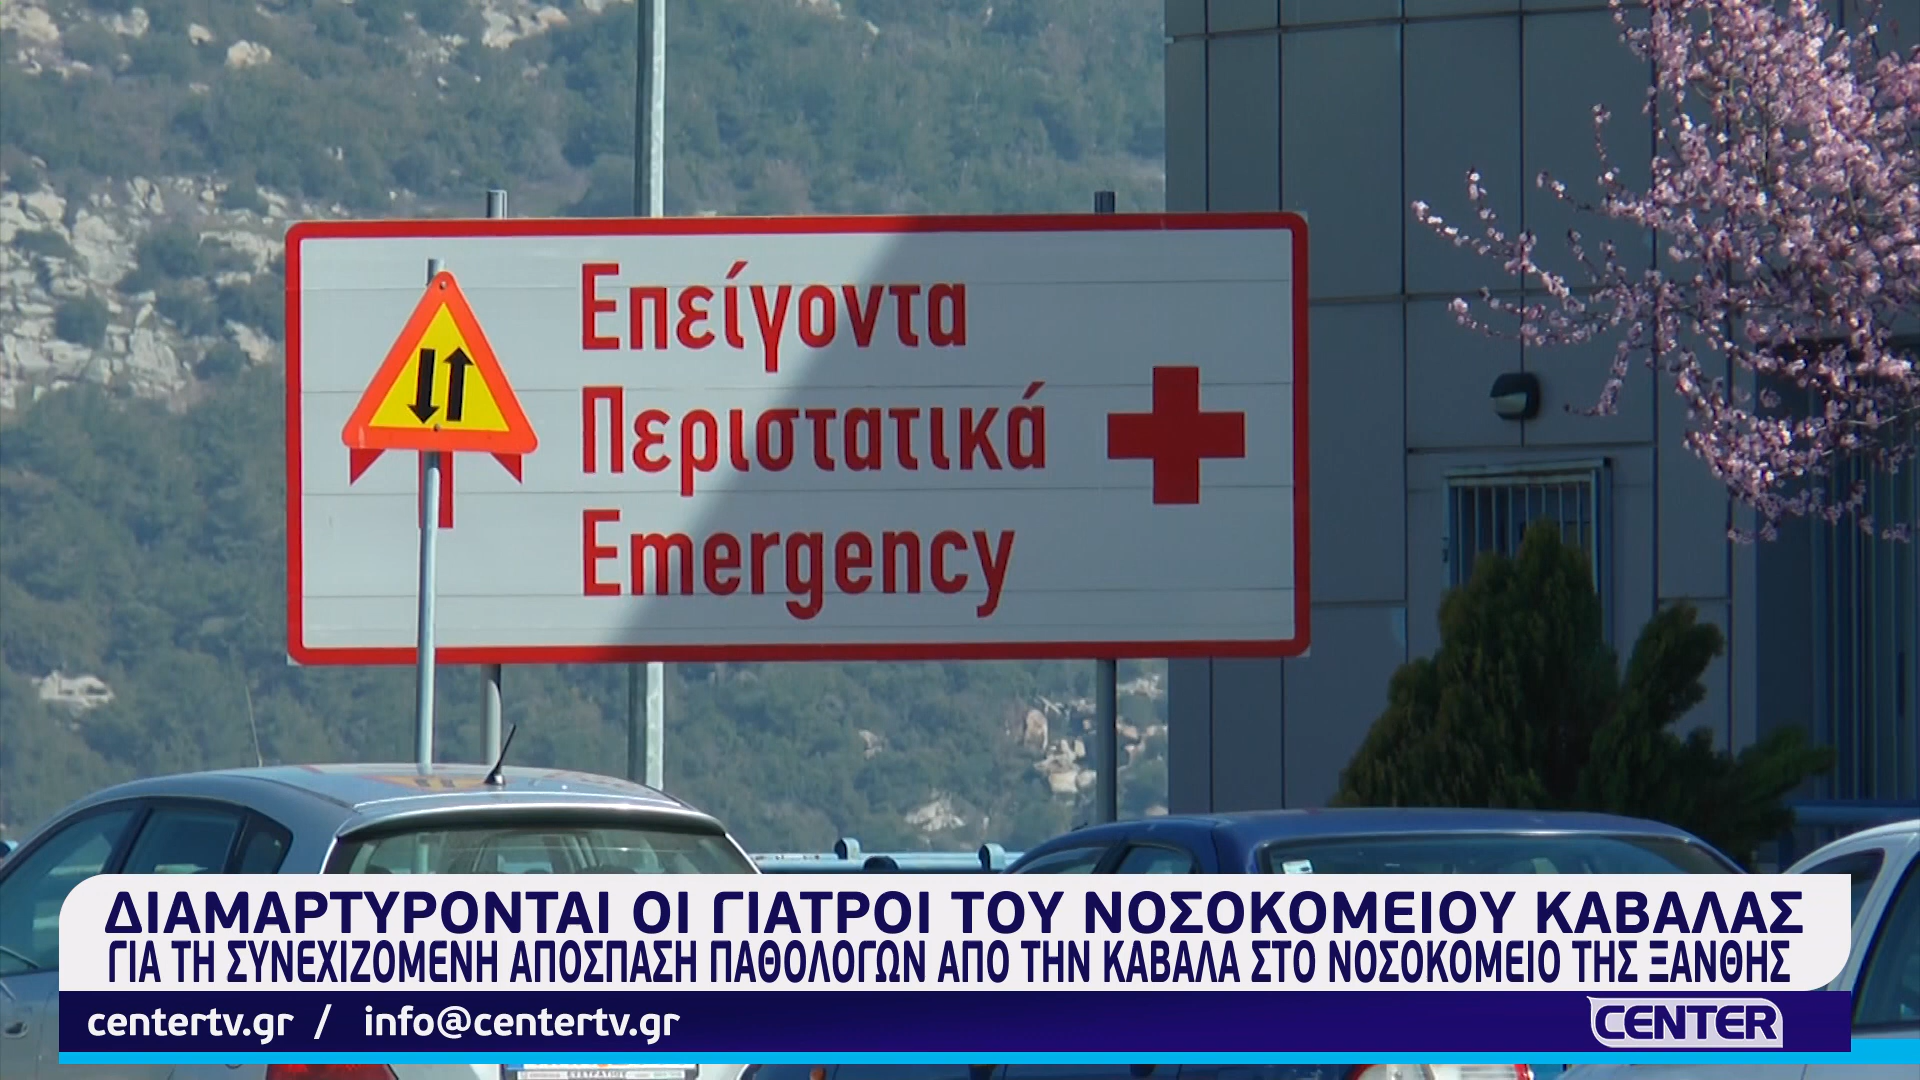 Επείγοντα
Περιστατικά
Emergency
ΔΙΑΜΑΡΤΥΡΟΝΤΑΙ ΟΙ ΓΙΑΤΡΟΙ ΤΟΥ ΝΟΣΟΚΟΜΕΙΟΥ ΚΑΒΑΛΑΣ
ΓΙΑ ΤΗ ΣΥΝΕΧΙΖΟΜΕΝΗ ΑΠΟΣΠΑΣΗ ΠΑΘΟΛΟΓΩΝ ΑΠΟ ΤΗΝ ΚΑΒΑΛΑ ΣΤΟ ΝΟΣΟΚΟΜΕΙΟ ΤΗΣ ΞΑΝΘΗΣ
centertv.gr / info@centertv.gr
CENTER